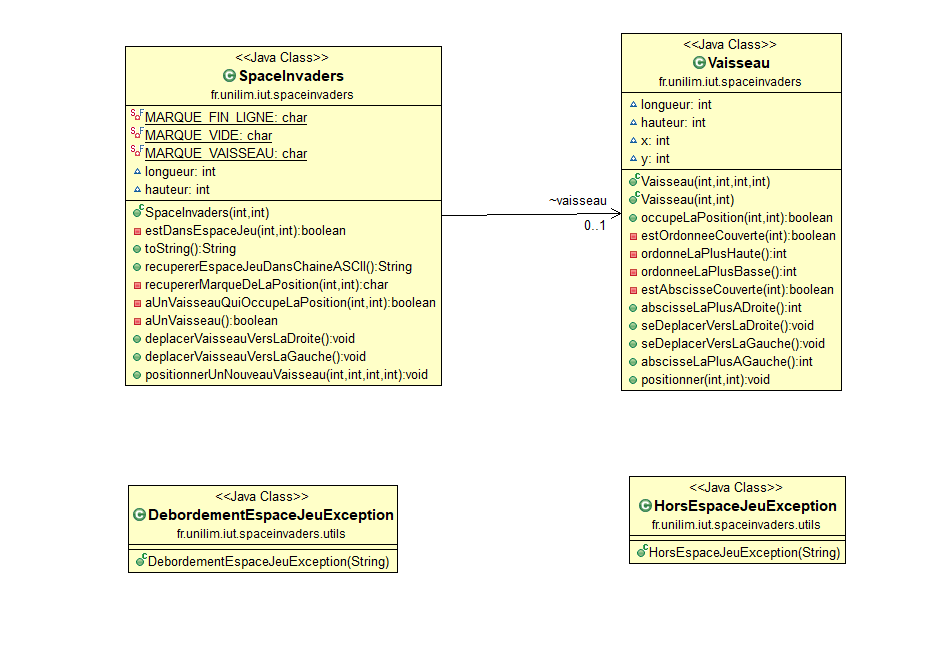 <<Java Class>>
SpaceInvaders
fr.unilim.iut.spaceinvaders
MARQUE_FIN_LIGNE: char
MARQUE_VIDE: char
MARQUE_VAISSEAU: char
longueur: int
hauteur: int
SpaceInvaders(int,int)
estDansEspaceJeu(int,int):boolean
toString():String
recupererEspaceJeuDansChaineASCII():String
recupererMarqueDeLaPosition(int,int):char
aUnVaisseauQuiOccupeLaPosition(int,int):boolean
aUnVaisseau():boolean
deplacerVaisseauVersLaDroite():void
deplacerVaisseauVersLaGauche():void
positionnerUnNouveauVaisseau(int,int,int,int):void
~vaisseau
0..1
<<Java Class>>
Vaisseau
fr.unilim.iut.spaceinvaders
longueur: int
hauteur: int
x: int
y: int
Vaisseau(int,int,int,int)
Vaisseau(int,int)
occupeLaPosition(int,int):boolean
estOrdonneeCouverte(int):boolean
ordonneLaPlusHaute():int
ordonneeLaPlusBasse():int
estAbscisseCouverte(int):boolean
abscisseLaPlusADroite():int
seDeplacerVersLaDroite():void
seDeplacerVersLaGauche():void
abscisseLaPlusAGauche():int
positionner(int,int):void
<<Java Class>>
DebordementEspaceJeuException
fr.unilim.iut.spaceinvaders.utils
DebordementEspaceJeuException(String)
<<Java Class>>
HorsEspaceJeuException
fr.unilim.iut.spaceinvaders.utils
HorsEspaceJeuException(String)